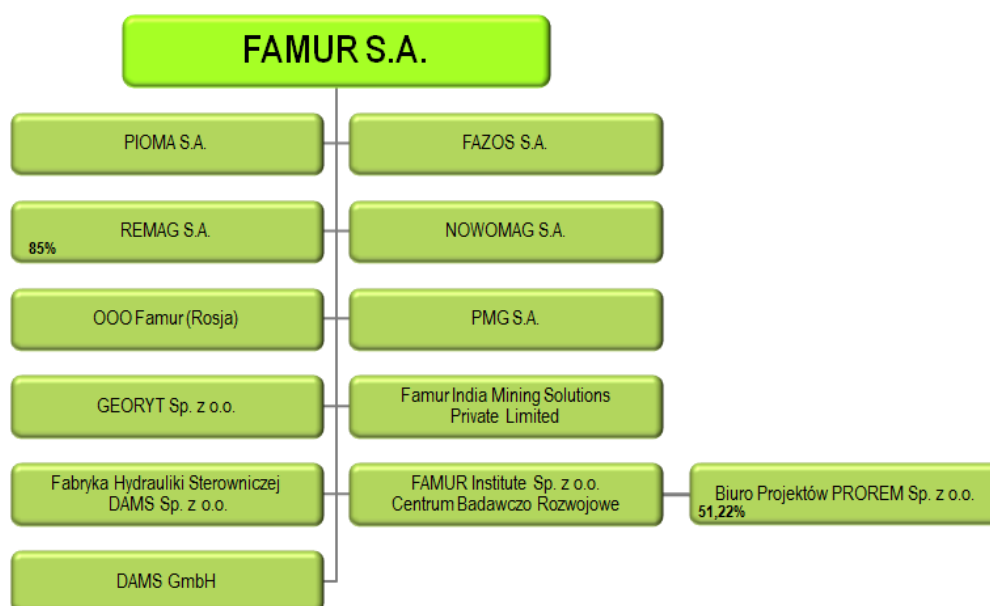 FAMUR S.A.
PIOMA S.A.
FAZOS S.A.
REMAG S.A.
85%
NOWOMAG S.A.
OOO Famur (Rosja)
PMG S.A.
GEORYT Sp. z o.o.
Famur India Mining Solutions
Private Limited
Fabryka Hydrauliki Sterowniczej
DAMS Sp. z o.o.
FAMUR Institute Sp. z o.o.
Centrum Badawczo Rozwojowe
Biuro Projektów PROREM Sp. z o.o.
51,22%
DAMS GmbH